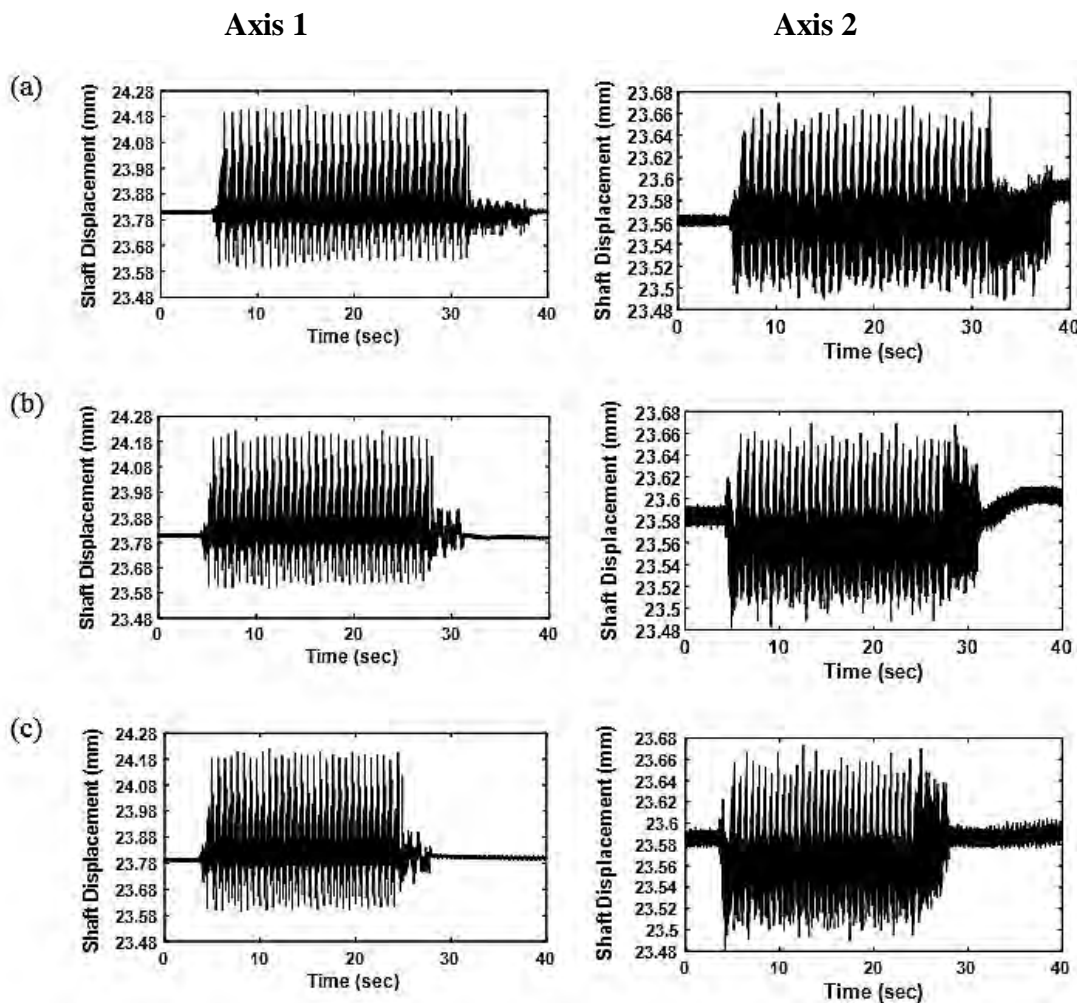 Axis 1 Axis 2
(a)
Shaft Displacement (mm)
24.28
24.18
24.08
23.98
23.88
23.78
23.68
23.58
23.48
0 10 20 30 40
Time (sec)
Shaft Displacement (mm)
23.68
23.66
23.64
23.62
23.6
23.58
23.56
23.54
23.52
23.5
23.48
0 10 20 30 40
Time (sec)
(b)
Shaft Displacement (mm)
24.28
24.18
24.08
23.98
23.88
23.78
23.68
23.58
23.48
0 10 20 30 40
Time (sec)
Shaft Displacement (mm)
23.68
23.66
23.64
23.62
23.6
23.58
23.56
23.54
23.52
23.5
23.48
0 10 20 30 40
Time (sec)
(c)
Shaft Displacement (mm)
24.28
24.18
24.08
23.98
23.88
23.78
23.68
23.58
23.48
0 10 20 30 40
Time (sec)
Shaft Displacement (mm)
23.68
23.66
23.64
23.62
23.6
23.58
23.56
23.54
23.52
23.5
23.48
0 10 20 30 40
Time (sec)